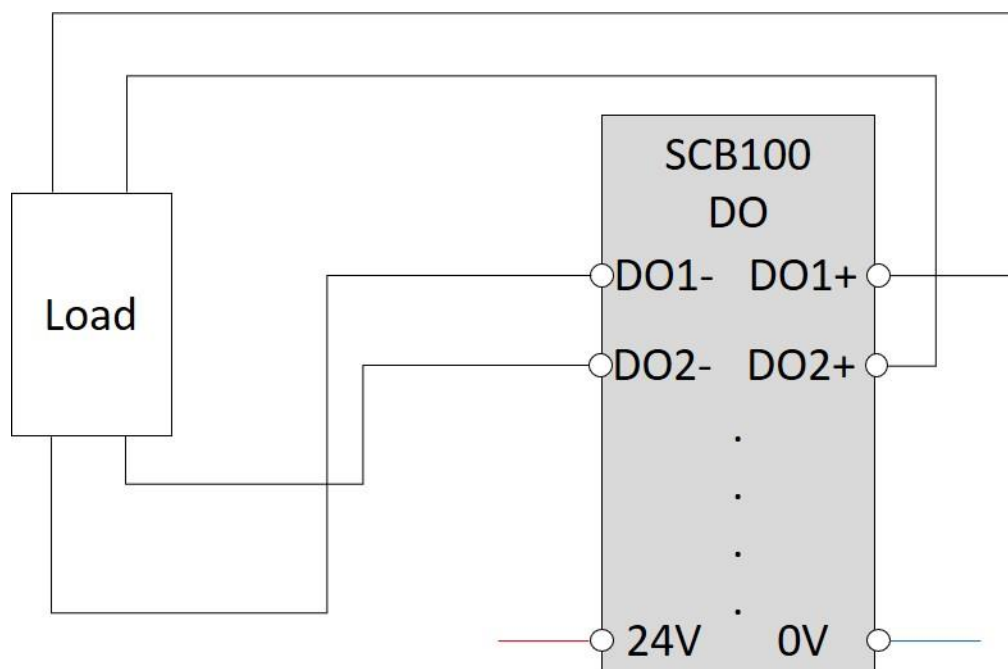 SCB100
DO
DO1- DO1+
Load
DO2- DO2+
24V 0V